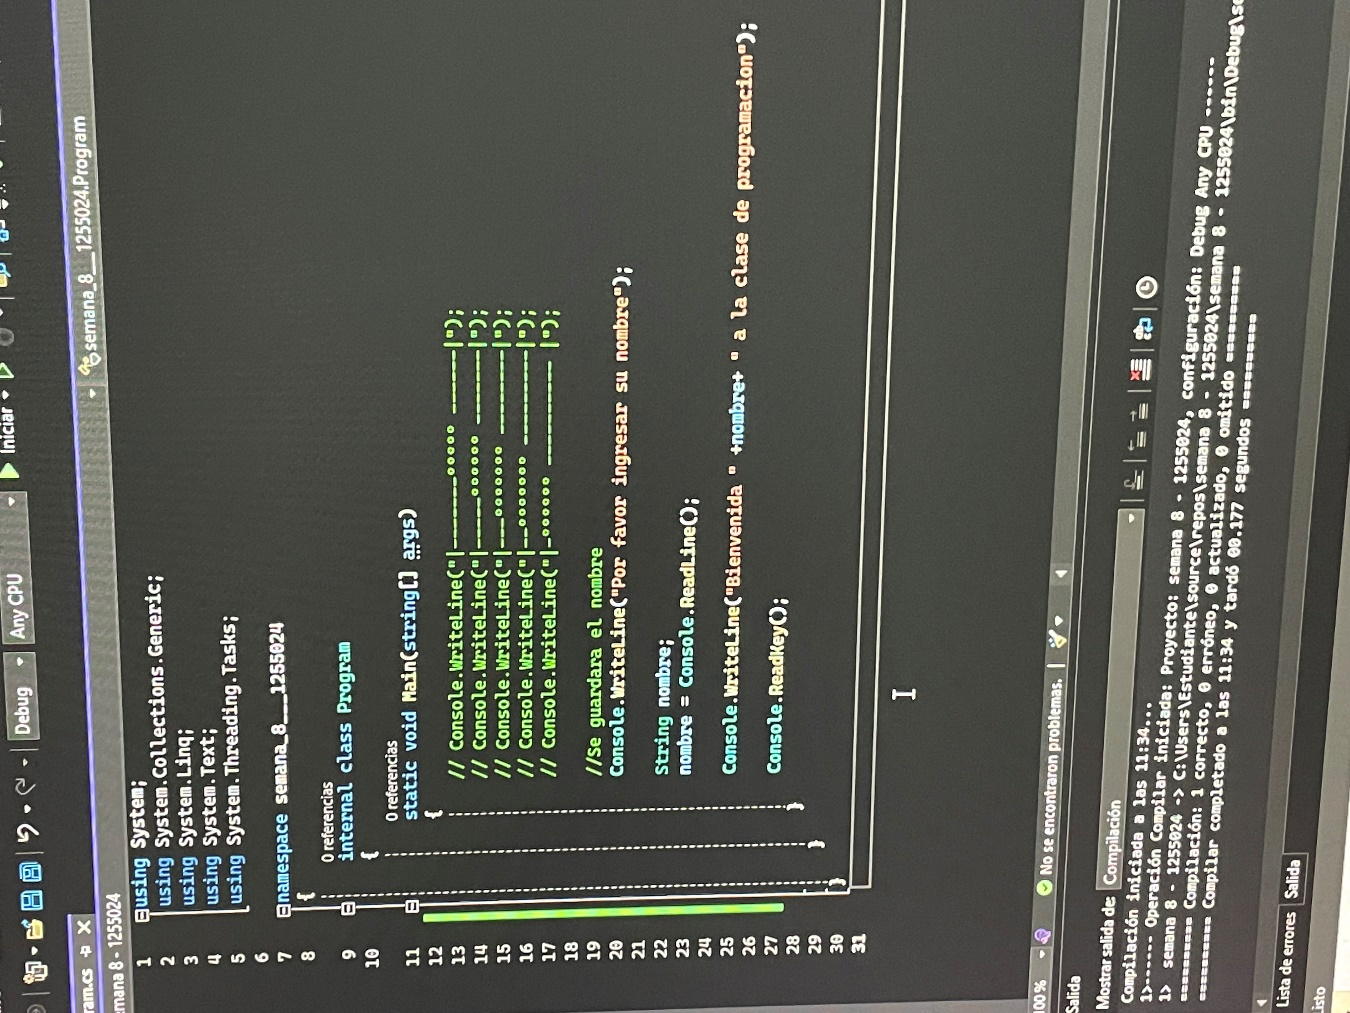 Debug Any CPU Iniciar
ram.cs
mana 8 - 1255024 semana_8__1255024.Program
1 using System;
2 using System.Collections.Generic;
3 using System.Linq;
4 using System.Text;
5 using System.Threading.Tasks;
6
7 namespace semana_8___1255024
8 {
0 referencias
9 internal class Program
10 {
0 referencias
11 static void Main(string[] args)
12 {
13 // Console.WriteLine("
14 // Console.WriteLine("
15 // Console.WriteLine("
16 // Console.WriteLine("
17 // Console.WriteLine("
18
19 //Se guardara el nombre
20 Console.WriteLine("Por favor ingresar su nombre");
21
22 String nombre;
23 nombre = Console.ReadLine();
24
25 Console.WriteLine("Bienvenida " +nombre+ " a la clase de programacion");
26
27 Console.ReadKey();
28 }
29 }
30 }
31
00 % No se encontraron problemas.
Salida
Mostrar salida de: Compilación
Compilación iniciada a las 11:34...
1>------ Operación Compilar iniciada: Proyecto: semana 8 - 1255024, configuración: Debug Any CPU ------
1> semana 8 - 1255024 -> C:\Users\Estudiante\source\repos\semana 8 - 1255024\semana 8 - 1255024\bin\Debug\se
========== Compilación: 1 correcto, 0 erróneo, 0 actualizado, 0 omitido ==========
========== Compilar completado a las 11:34 y tardó 00.177 segundos ==========
Lista de errores Salida
Listo